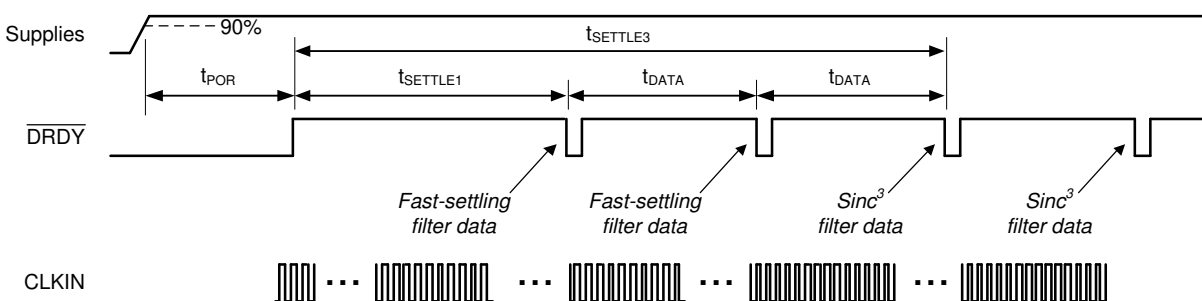 Supplies
90%
tSETTLE3
tPOR
tSETTLE1
tDATA
tDATA
DRDY
Fast-settling
filter data
Fast-settling
filter data
Sinc³
filter data
Sinc³
filter data
CLKIN
... ... ... ...